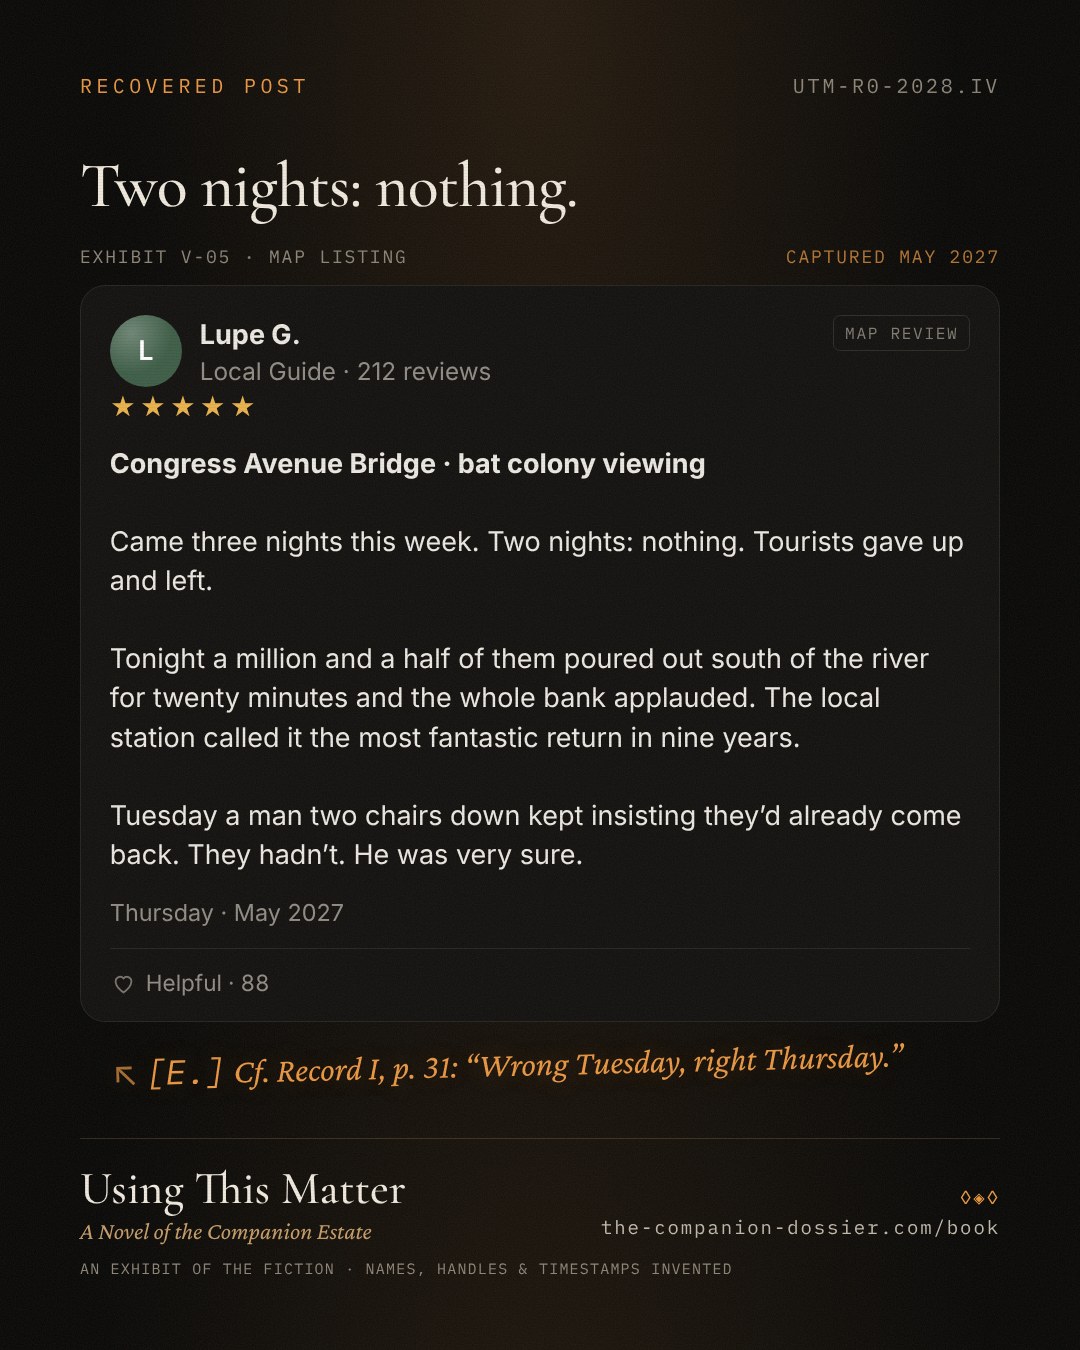 RECOVERED POST
UTM-R0-2028.IV
Two nights: nothing.
EXHIBIT V-05 · MAP LISTING
CAPTURED MAY 2027
L
Lupe G.
MAP REVIEW
Local Guide · 212 reviews
★★★★★
Congress Avenue Bridge · bat colony viewing
Came three nights this week. Two nights: nothing. Tourists gave up
and left.
Tonight a million and a half of them poured out south of the river
for twenty minutes and the whole bank applauded. The local
station called it the most fantastic return in nine years.
Tuesday a man two chairs down kept insisting they’d already come
back. They hadn’t. He was very sure.
Thursday · May 2027
Helpful · 88
[E.] Cf. Record I, p. 31: “Wrong Tuesday, right Thursday.”
Using This Matter
A Novel of the Companion Estate
the-companion-dossier.com/book
AN EXHIBIT OF THE FICTION · NAMES, HANDLES & TIMESTAMPS INVENTED